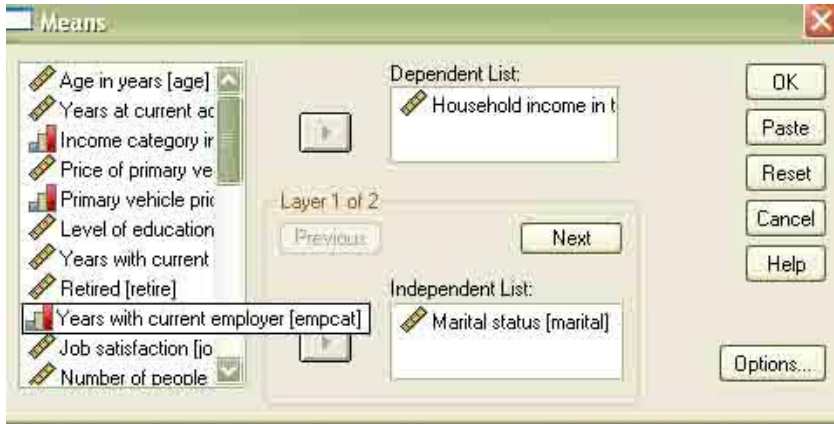 Means
Age in years [age]
Years at current ac
Income category ir
Price of primary ve
Primary vehicle pric
Level of education
Years with current
Retired [retire]
Years with current employer [empcat]
Job satisfaction [jo
Number of people
Dependent List:
Household income in t
Layer 1 of 2
Previous
Next
Independent List:
Marital status [marital]
OK
Paste
Reset
Cancel
Help
Options...